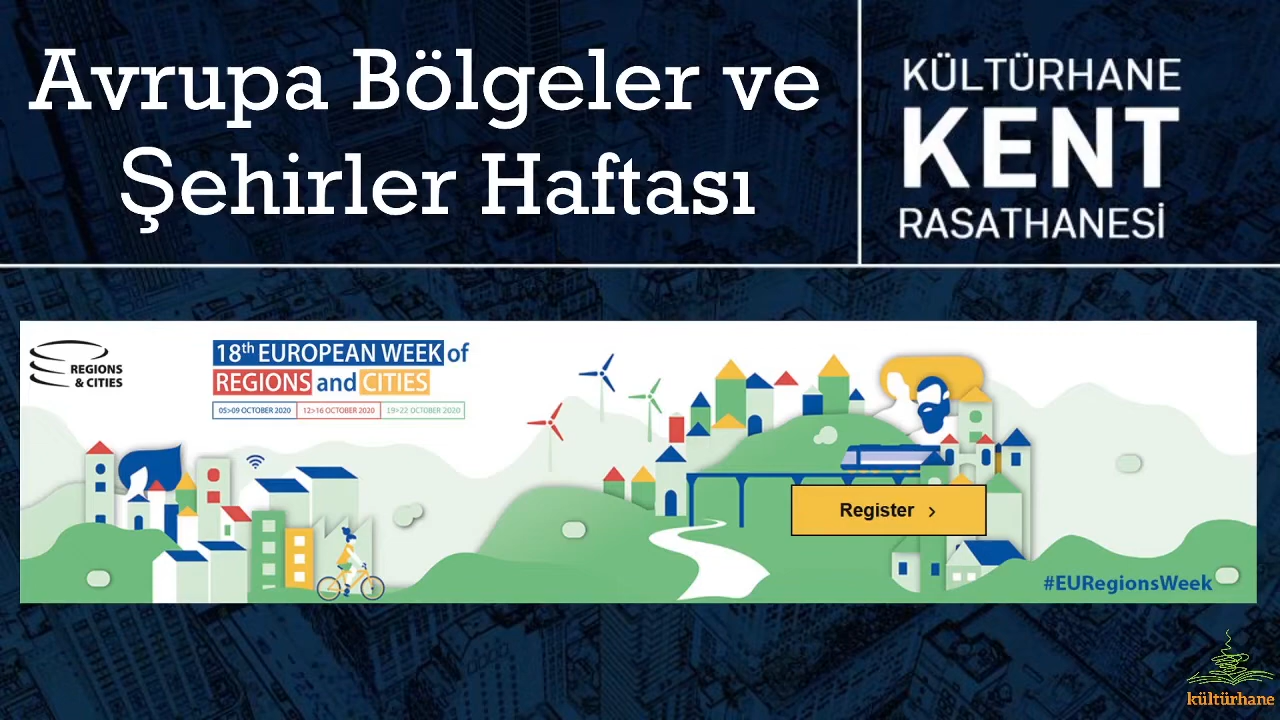 Avrupa Bölgeler ve
Şehirler Haftası
KÜLTÜRHANE
KENT
RASATHANESİ
REGIONS
& CITIES
18th EUROPEAN WEEK of
REGIONS and CITIES
05>09 OCTOBER 2020 12>16 OCTOBER 2020 19>22 OCTOBER 2020
Register >
#EURegionsWeek
kültürhane